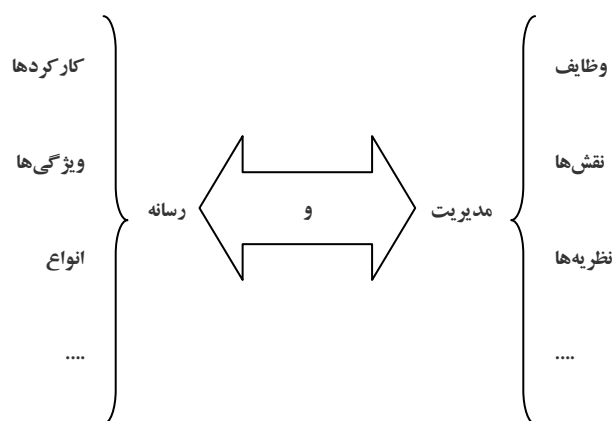 وظایف
نقش‌ها
نظریه‌ها
....
مدیریت
و
رسانه
کارکردها
ویژگی‌ها
انواع
....